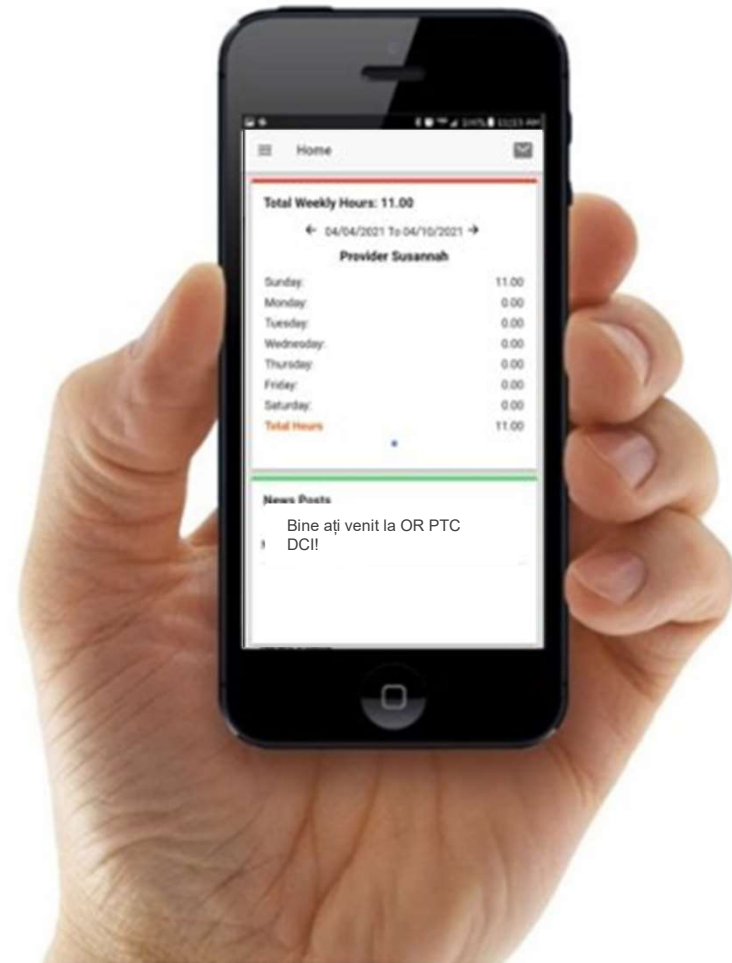 Home
Total Weekly Hours: 11.00
← 04/04/2021 To 04/10/2021 →
Provider Susannah
Sunday: 11.00
Monday: 0.00
Tuesday: 0.00
Wednesday: 0.00
Thursday: 0.00
Friday: 0.00
Saturday: 0.00
Total Hours 11.00
News Posts
Bine ați venit la OR PTC
DCI!